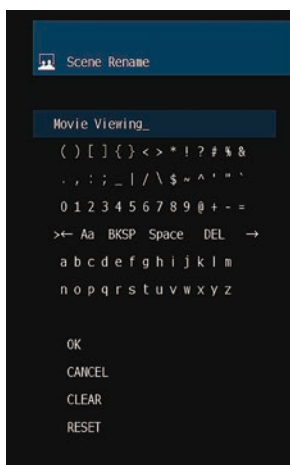 Scene Rename
Movie Viewing_
( ) [ ] { } < > * ! ? # % &
. , : ; _ | / \ $ ~ ^ ' " `
0 1 2 3 4 5 6 7 8 9 @ + - =
>← Aa BKSP Space DEL →
a b c d e f g h i j k l m
n o p q r s t u v w x y z
OK
CANCEL
CLEAR
RESET